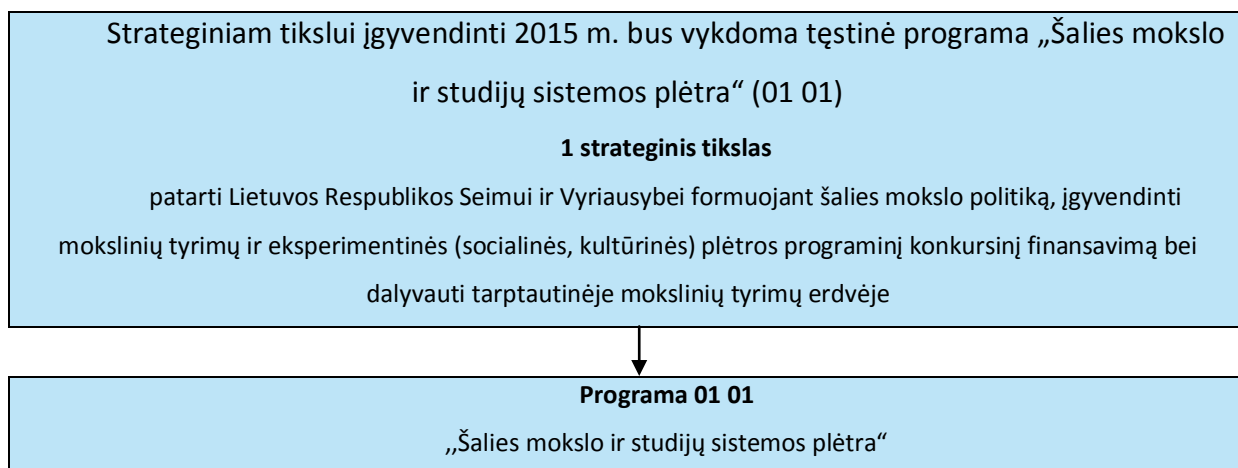 Strateginiam tikslui įgyvendinti 2015 m. bus vykdoma tęstinė programa „Šalies mokslo
ir studijų sistemos plėtra“ (01 01)
1 strateginis tikslas
patarti Lietuvos Respublikos Seimui ir Vyriausybei formuojant šalies mokslo politiką, įgyvendinti
mokslinių tyrimų ir eksperimentinės (socialinės, kultūrinės) plėtros programinį konkursinį finansavimą bei
dalyvauti tarptautinėje mokslinių tyrimų erdvėje
Programa 01 01
,,Šalies mokslo ir studijų sistemos plėtra“